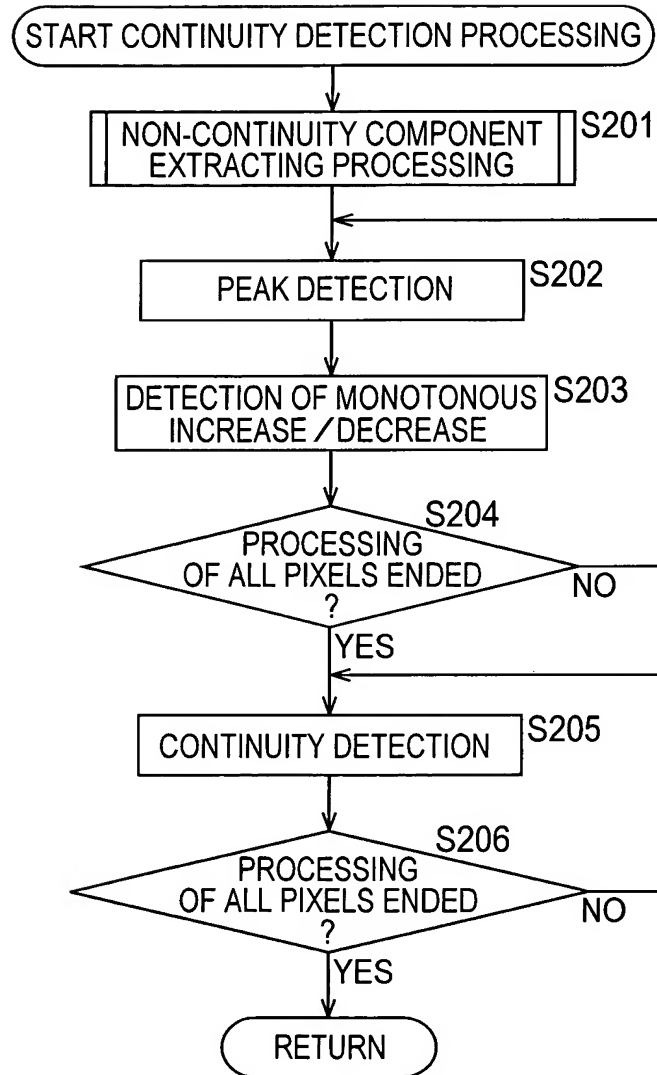 START CONTINUITY DETECTION PROCESSING
NON-CONTINUITY COMPONENT
EXTRACTING PROCESSING
S201
PEAK DETECTION
S202
DETECTION OF MONOTONOUS
INCREASE/DECREASE
S203
S204
PROCESSING
OF ALL PIXELS ENDED
?
NO
YES
CONTINUITY DETECTION
S205
S206
PROCESSING
OF ALL PIXELS ENDED
?
NO
YES
RETURN